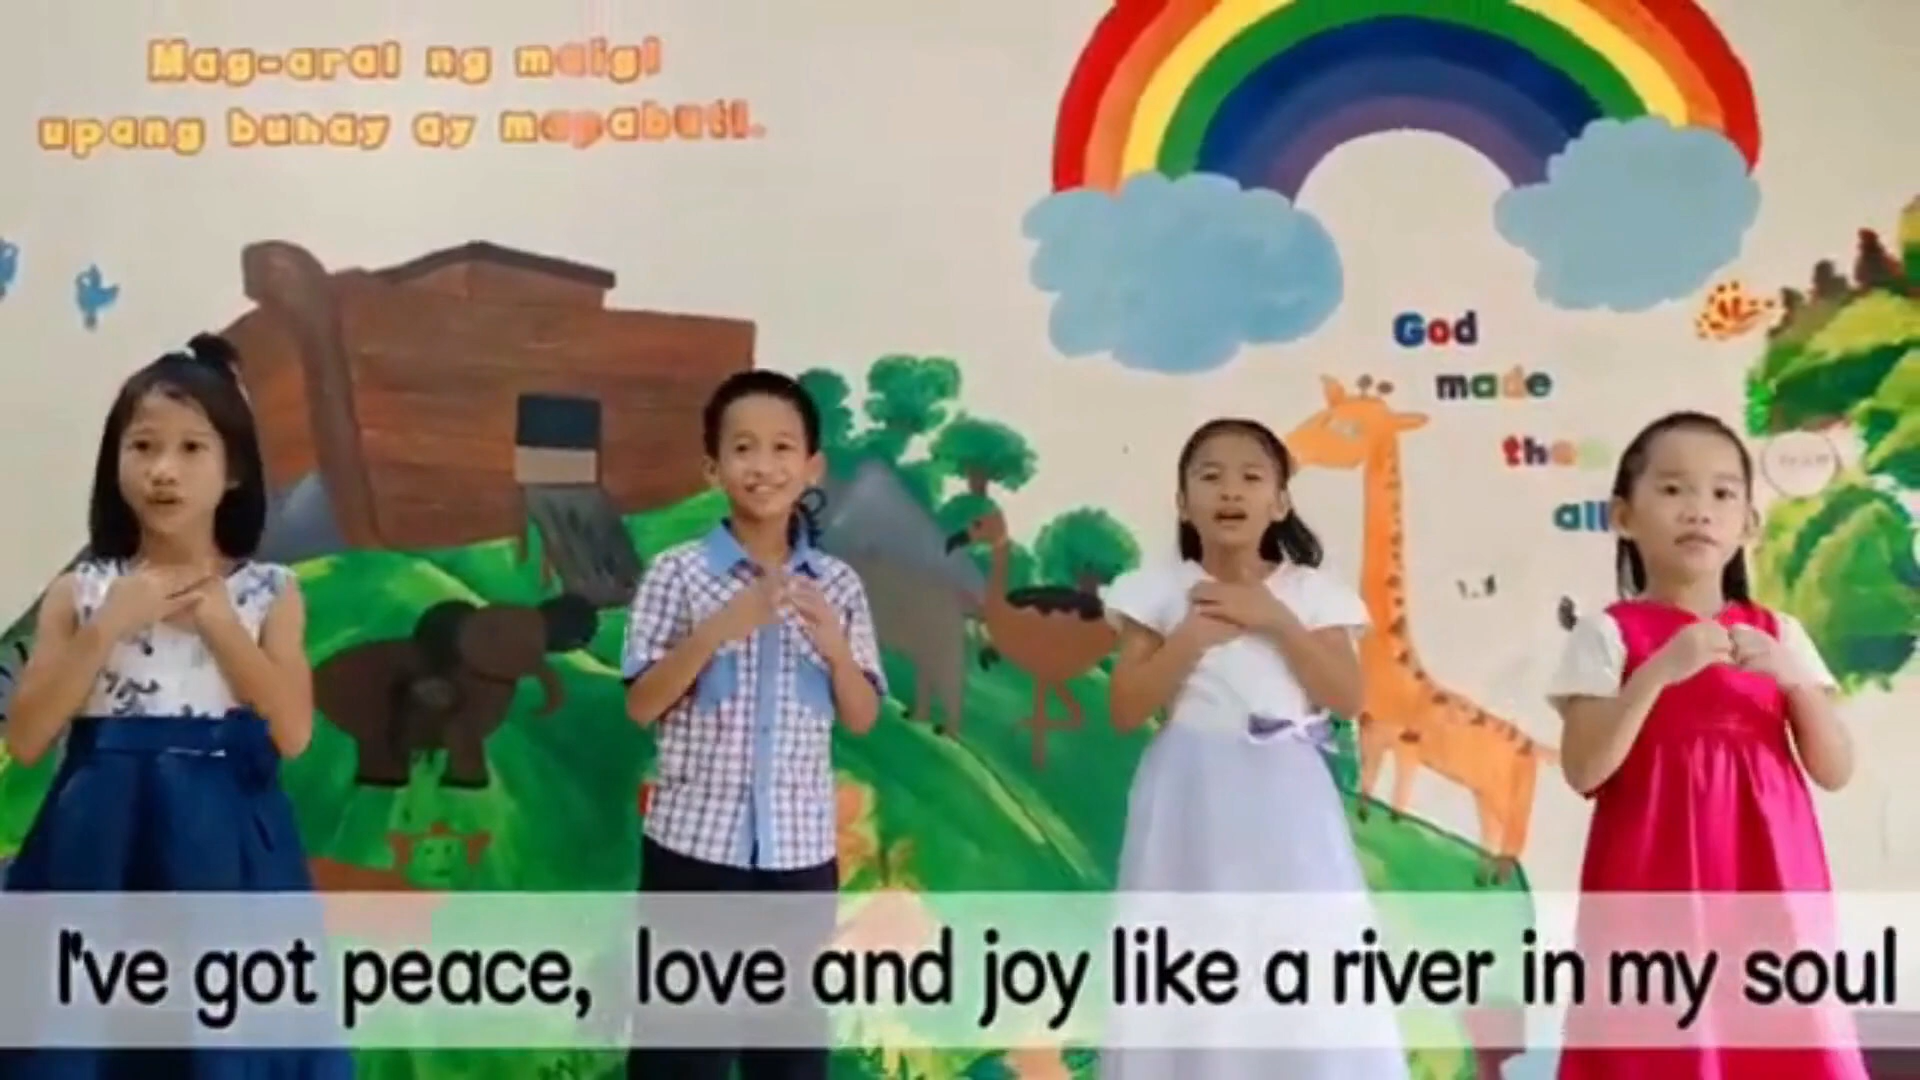 Mag-aral ng maigi
upang buhay ay mapabuti.
God
made
them
all
I've got peace, love and joy like a river in my soul